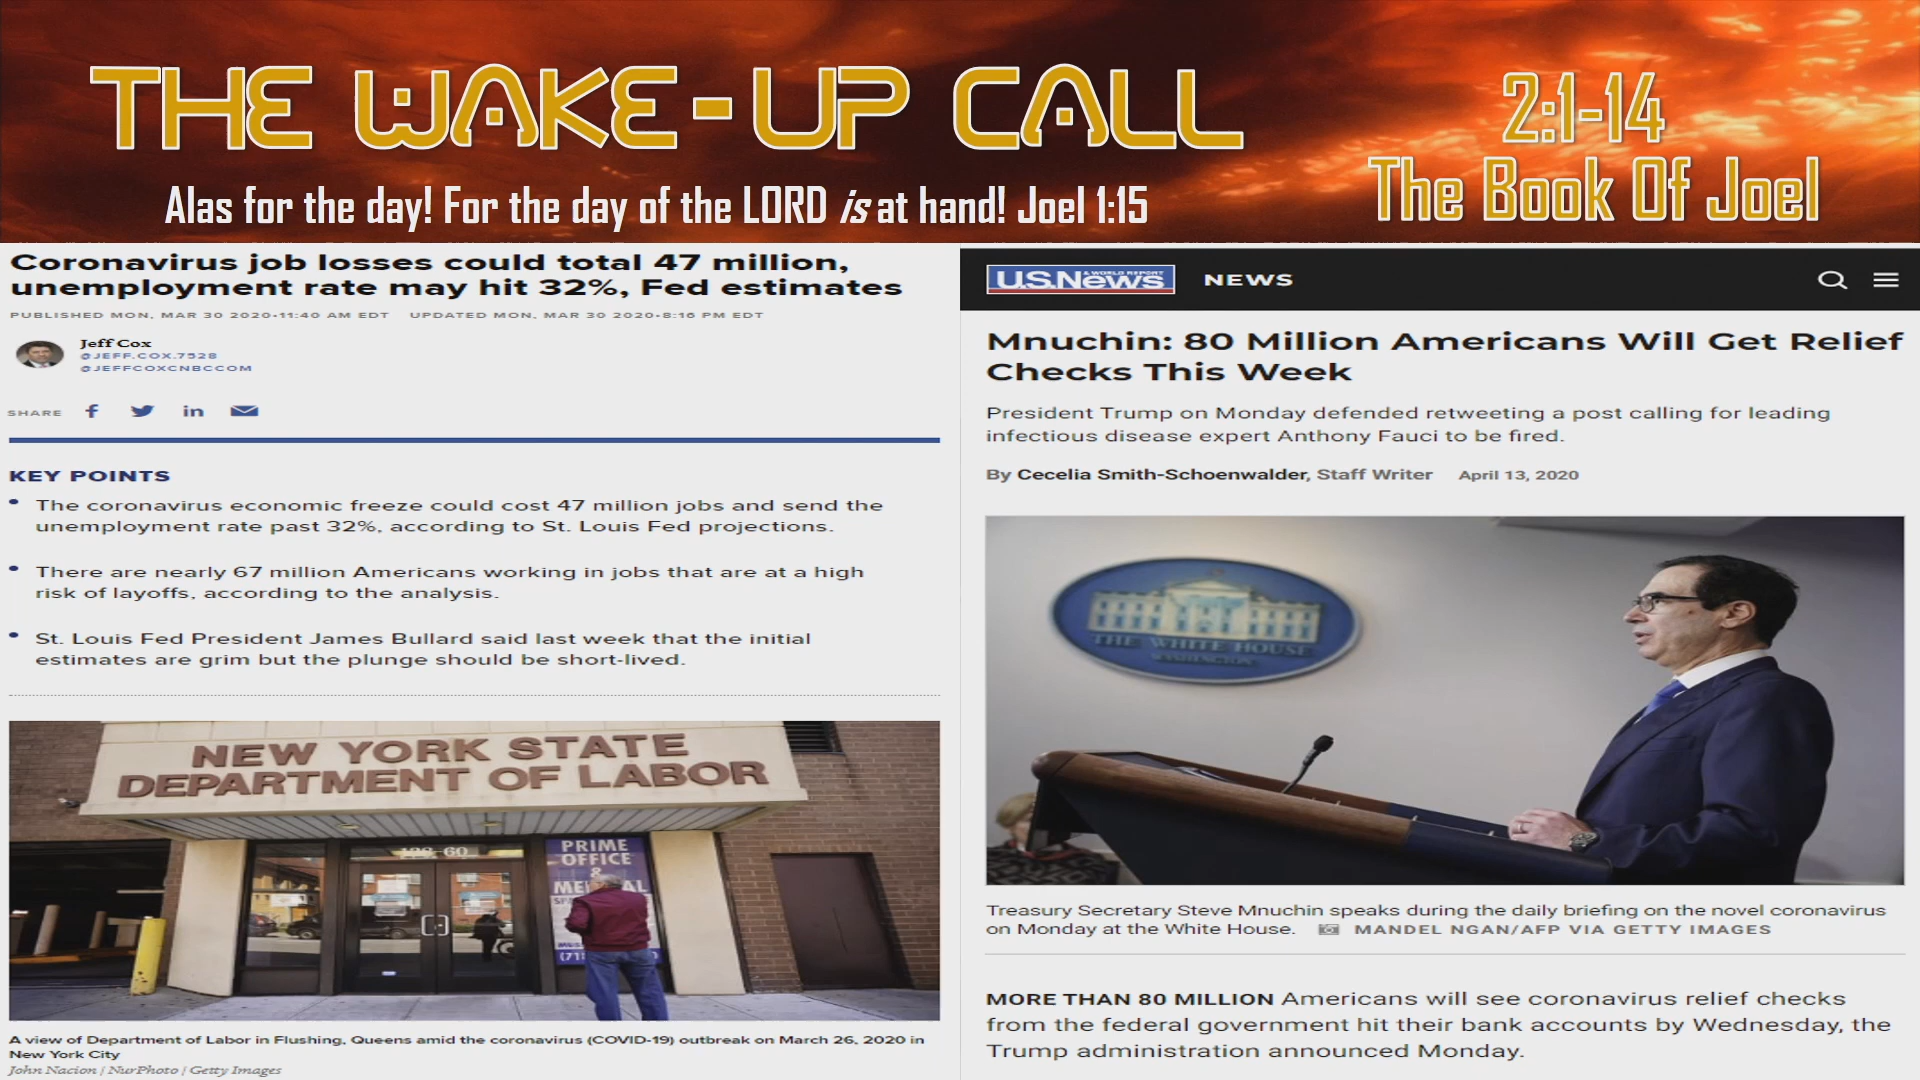 THE WAKE-UP CALL
Alas for the day! For the day of the LORD is at hand! Joel 1:15
2:1-14
The Book Of Joel
Coronavirus job losses could total 47 million,
unemployment rate may hit 32%, Fed estimates
PUBLISHED MON, MAR 30 2020•11:40 AM EDT UPDATED MON, MAR 30 2020•8:16 PM EDT
Jeff Cox
@JEFF.COX.7528
@JEFFCOXCNBCCOM
SHARE
KEY POINTS
• The coronavirus economic freeze could cost 47 million jobs and send the
unemployment rate past 32%, according to St. Louis Fed projections.
• There are nearly 67 million Americans working in jobs that are at a high
risk of layoffs, according to the analysis.
• St. Louis Fed President James Bullard said last week that the initial
estimates are grim but the plunge should be short-lived.
NEW YORK STATE
DEPARTMENT OF LABOR
PRIME
OFFICE
&
A view of Department of Labor in Flushing, Queens amid the coronavirus (COVID-19) outbreak on March 26, 2020 in
New York City
John Nacion | NurPhoto | Getty Images
U.S.News & WORLD REPORT NEWS
Mnuchin: 80 Million Americans Will Get Relief
Checks This Week
President Trump on Monday defended retweeting a post calling for leading
infectious disease expert Anthony Fauci to be fired.
By Cecelia Smith-Schoenwalder, Staff Writer April 13, 2020
THE WHITE HOUSE
WASHINGTON
Treasury Secretary Steve Mnuchin speaks during the daily briefing on the novel coronavirus
on Monday at the White House. MANDEL NGAN/AFP VIA GETTY IMAGES
MORE THAN 80 MILLION Americans will see coronavirus relief checks
from the federal government hit their bank accounts by Wednesday, the
Trump administration announced Monday.